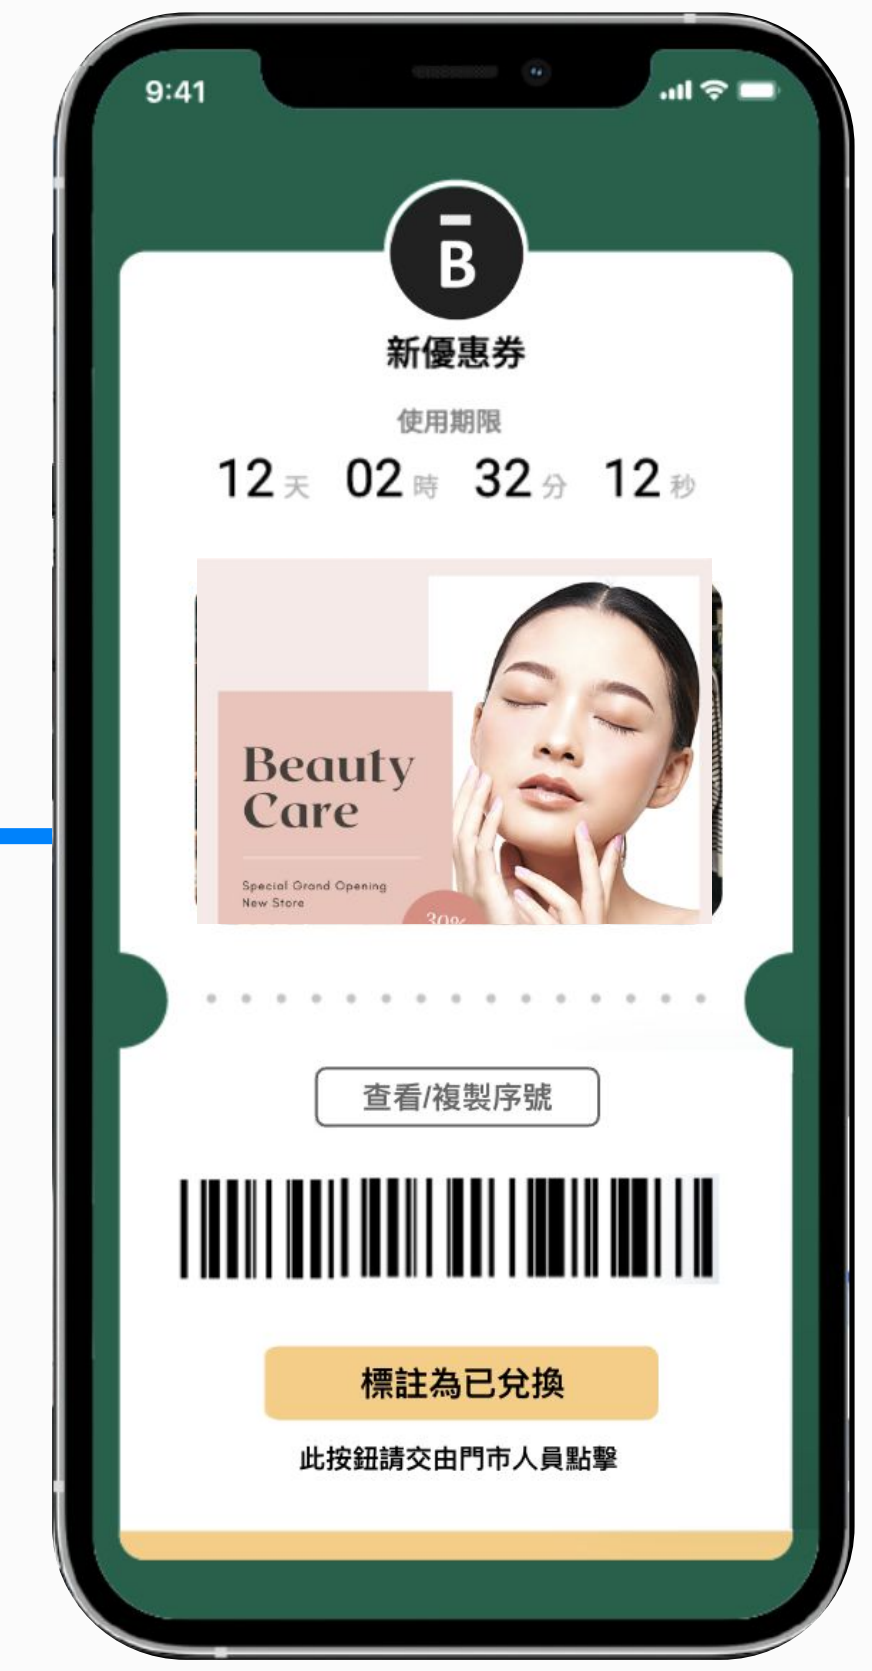 9:41
B
新優惠券
使用期限
12 天 02 時 32 分 12 秒
Beauty
Care
Special Grand Opening
New Store
30%
查看/複製序號
標註為已兌換
此按鈕請交由門市人員點擊